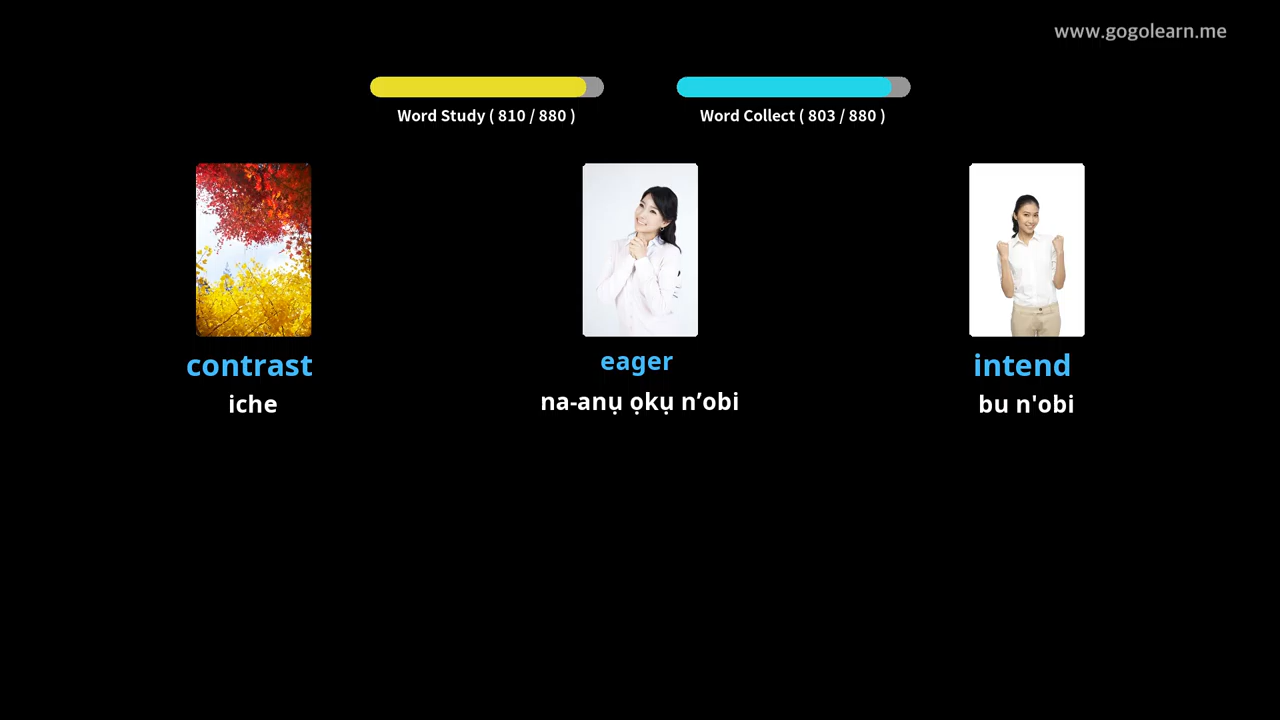 www.gogolearn.me
Word Study ( 810 / 880 )
Word Collect ( 803 / 880 )
contrast
iche
eager
na-anụ ọkụ n’obi
intend
bu n'obi